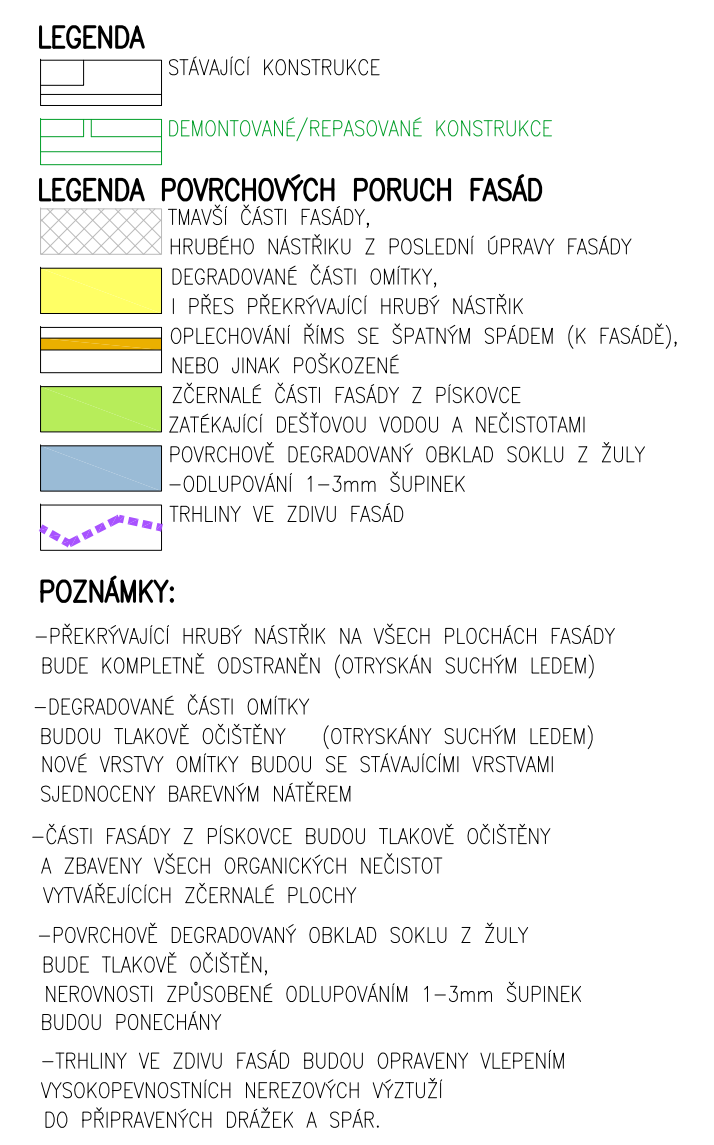 LEGENDA
STÁVAJÍCÍ KONSTRUKCE
DEMONTOVANÉ/REPASOVANÉ KONSTRUKCE
LEGENDA POVRCHOVÝCH PORUCH FASÁD
TMAVŠÍ ČÁSTI FASÁDY,
HRUBÉHO NÁSTŘIKU Z POSLEDNÍ ÚPRAVY FASÁDY
DEGRADOVANÉ ČÁSTI OMÍTKY,
I PŘES PŘEKRÝVAJÍCÍ HRUBÝ NÁSTŘIK
OPLECHOVÁNÍ ŘÍMS SE ŠPATNÝM SPÁDEM (K FASÁDĚ),
NEBO JINAK POŠKOZENÉ
ZČERNALÉ ČÁSTI FASÁDY Z PÍSKOVCE
ZATÉKAJÍCÍ DEŠŤOVOU VODOU A NEČISTOTAMI
POVRCHOVĚ DEGRADOVANÝ OBKLAD SOKLU Z ŽULY
-ODLUPOVÁNÍ 1-3mm ŠUPINEK
TRHLINY VE ZDIVU FASÁD
POZNÁMKY:
-PŘEKRÝVAJÍCÍ HRUBÝ NÁSTŘIK NA VŠECH PLOCHÁCH FASÁDY
BUDE KOMPLETNĚ ODSTRANĚN (OTRYSKÁN SUCHÝM LEDEM)
-DEGRADOVANÉ ČÁSTI OMÍTKY
BUDOU TLAKOVĚ OČIŠTĚNY (OTRYSKÁNY SUCHÝM LEDEM)
NOVÉ VRSTVY OMÍTKY BUDOU SE STÁVAJÍCÍMI VRSTVAMI
SJEDNOCENY BAREVNÝM NÁTĚREM
-ČÁSTI FASÁDY Z PÍSKOVCE BUDOU TLAKOVĚ OČIŠTĚNY
A ZBAVENY VŠECH ORGANICKÝCH NEČISTOT
VYTVÁŘEJÍCÍCH ZČERNALÉ PLOCHY
-POVRCHOVĚ DEGRADOVANÝ OBKLAD SOKLU Z ŽULY
BUDE TLAKOVĚ OČIŠTĚN,
NEROVNOSTI ZPŮSOBENÉ ODLUPOVÁNÍM 1-3mm ŠUPINEK
BUDOU PONECHÁNY
-TRHLINY VE ZDIVU FASÁD BUDOU OPRAVENY VLEPENÍM
VYSOKOPEVNOSTNÍCH NEREZOVÝCH VÝZTUŽÍ
DO PŘIPRAVENÝCH DRÁŽEK A SPÁR.